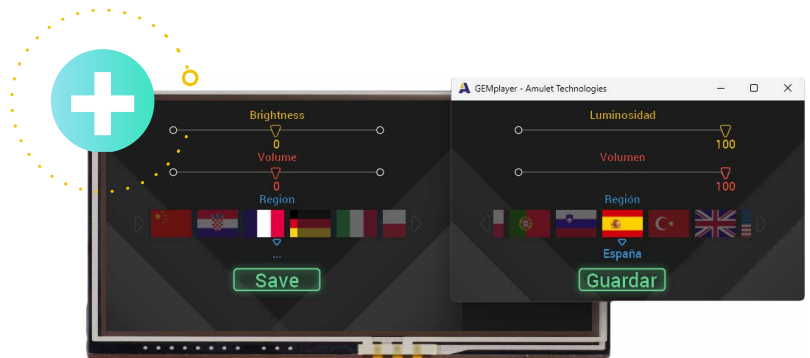 GEMplayer - Amulet Technologies
Brightness
0
Volume
0
Region
...
Save
Luminosidad
100
Volumen
100
Región
España
Guardar